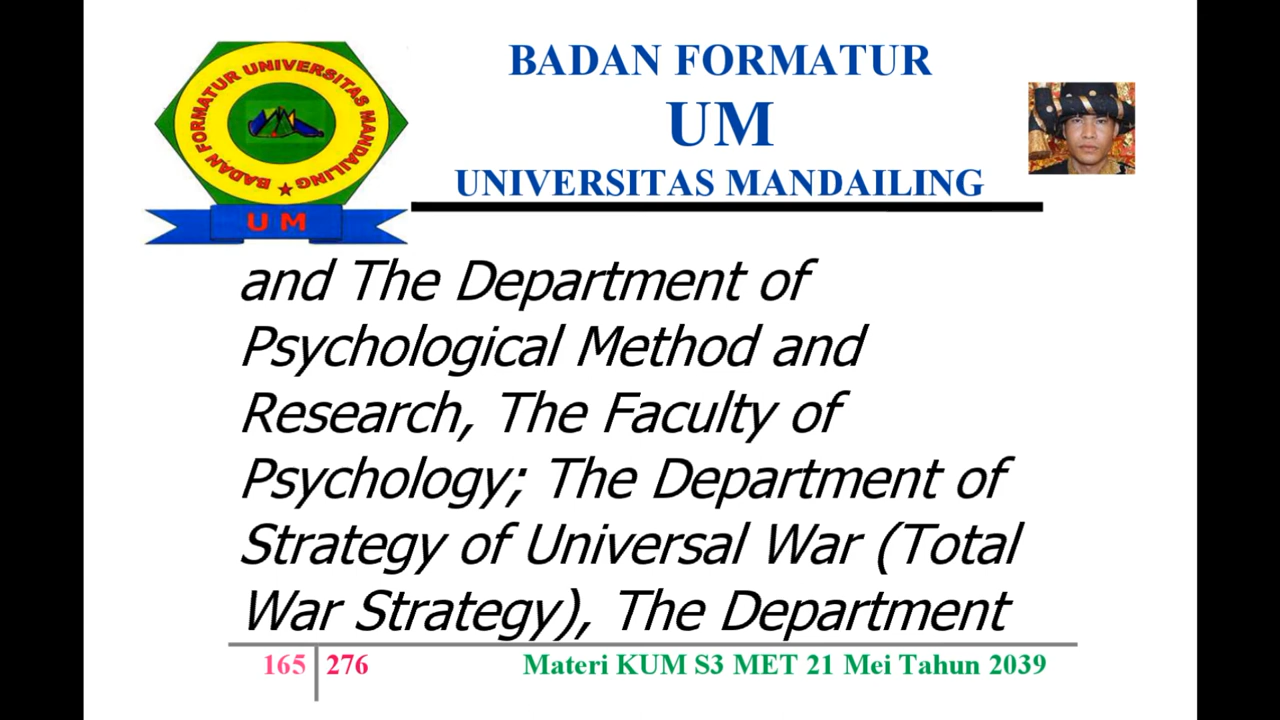 BADAN FORMATUR UNIVERSITAS MANDAILING
U M
BADAN FORMATUR
UM
UNIVERSITAS MANDAILING
and The Department of
Psychological Method and
Research, The Faculty of
Psychology; The Department of
Strategy of Universal War (Total
War Strategy), The Department
165 276 Materi KUM S3 MET 21 Mei Tahun 2039